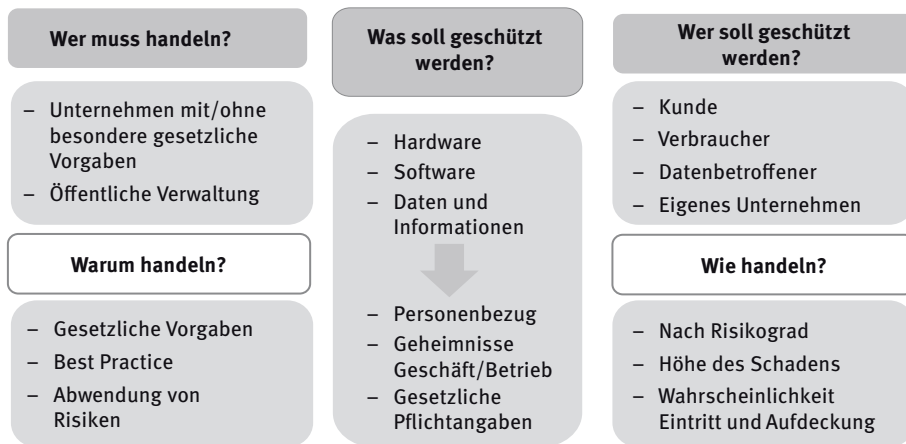 Wer muss handeln?
– Unternehmen mit/ohne
besondere gesetzliche
Vorgaben
– Öffentliche Verwaltung
Warum handeln?
– Gesetzliche Vorgaben
– Best Practice
– Abwendung von
Risiken
Was soll geschützt
werden?
– Hardware
– Software
– Daten und
Informationen
– Personenbezug
– Geheimnisse
Geschäft/Betrieb
– Gesetzliche
Pflichtangaben
Wer soll geschützt
werden?
– Kunde
– Verbraucher
– Datenbetroffener
– Eigenes Unternehmen
Wie handeln?
– Nach Risikograd
– Höhe des Schadens
– Wahrscheinlichkeit
Eintritt und Aufdeckung